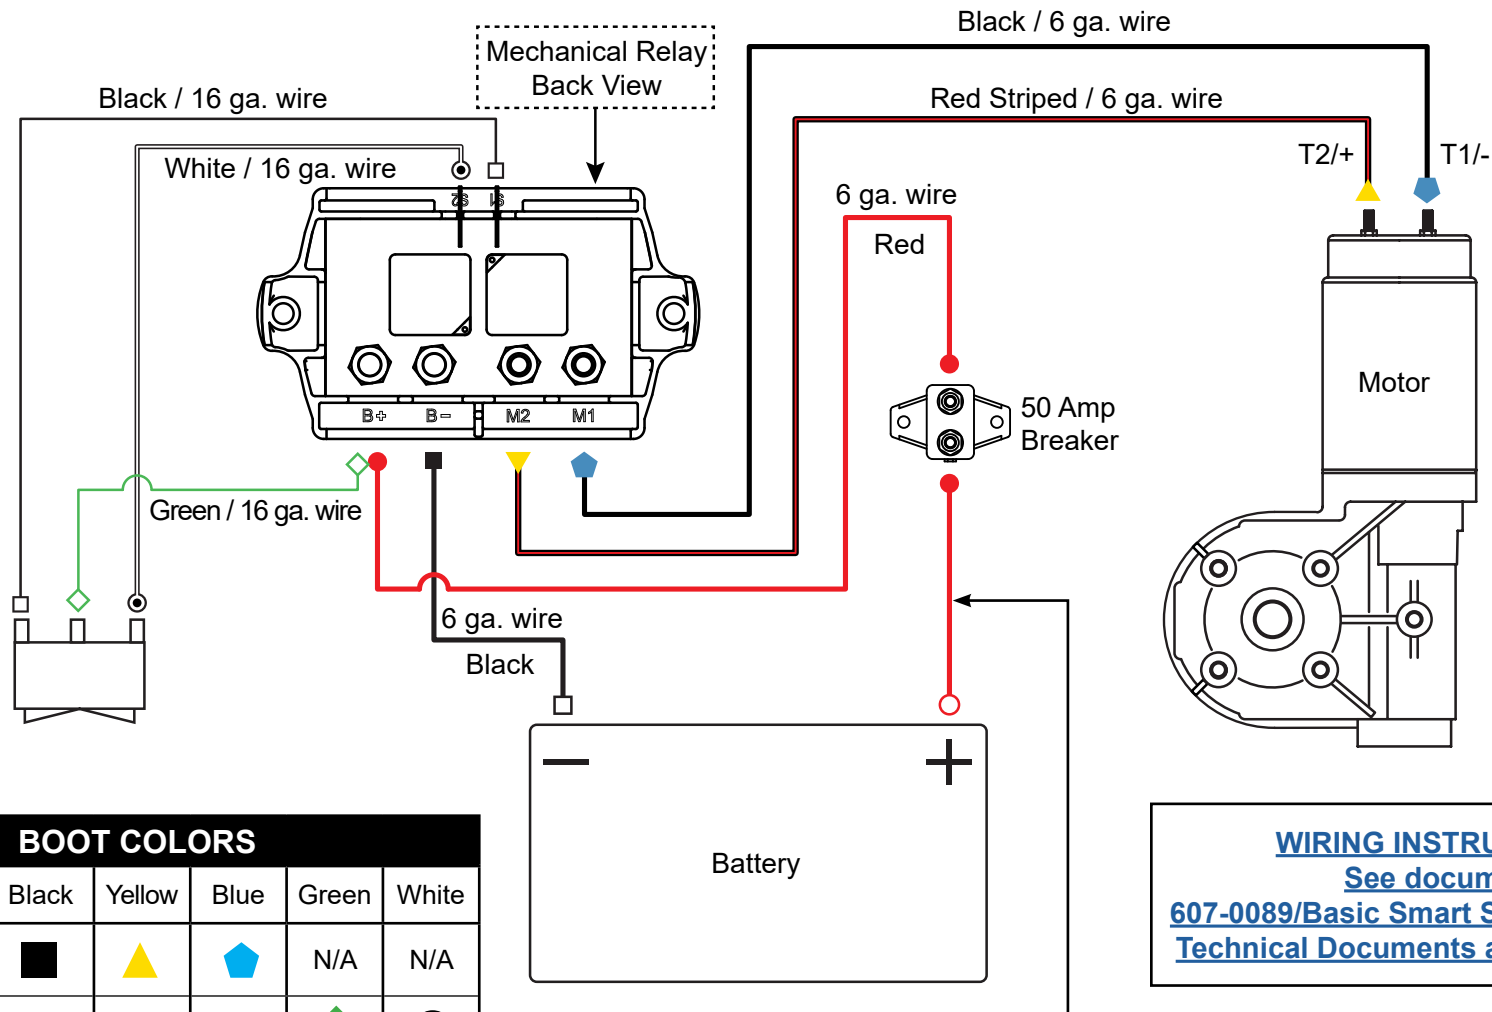 Black / 6 ga. wire
Mechanical Relay
Back View
Black / 16 ga. wire
Red Striped / 6 ga. wire
White / 16 ga. wire
T2/+
T1/-
6 ga. wire
Red
S2
S1
Motor
50 Amp
Breaker
B+
B-
M2
M1
Green / 16 ga. wire
6 ga. wire
Black
Battery
BOOT COLORS
Black
Yellow
Blue
Green
White
N/A
N/A
WIRING INSTRU
See docum
607-0089/Basic Smart S
Technical Documents a